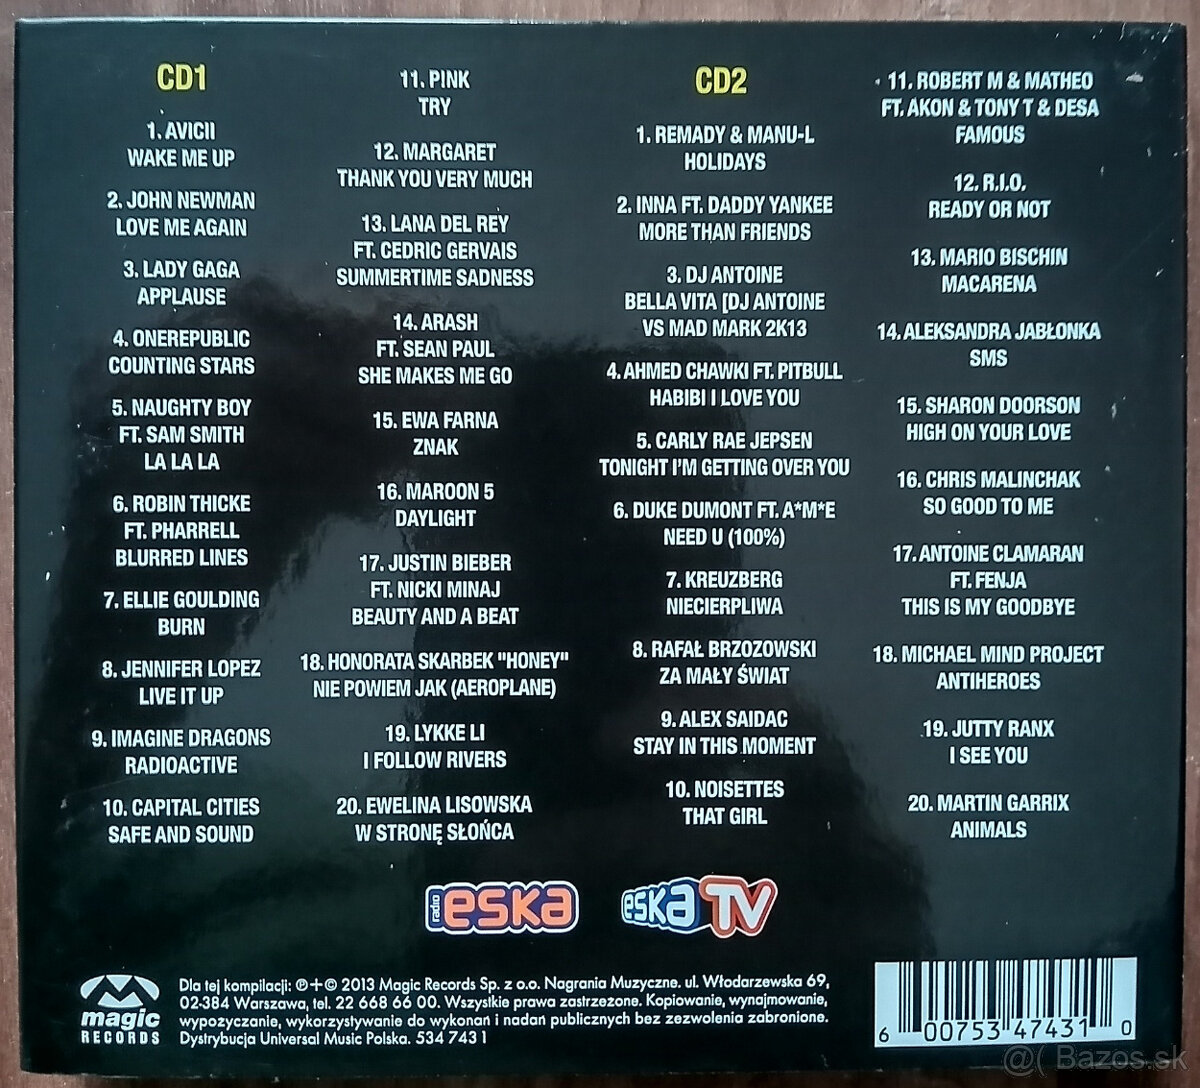 CD1
1. AVICII
WAKE ME UP
2. JOHN NEWMAN
LOVE ME AGAIN
3. LADY GAGA
APPLAUSE
4. ONEREPUBLIC
COUNTING STARS
5. NAUGHTY BOY
FT. SAM SMITH
LA LA LA
6. ROBIN THICKE
FT. PHARRELL
BLURRED LINES
7. ELLIE GOULDING
BURN
8. JENNIFER LOPEZ
LIVE IT UP
9. IMAGINE DRAGONS
RADIOACTIVE
10. CAPITAL CITIES
SAFE AND SOUND
11. P!NK
TRY
12. MARGARET
THANK YOU VERY MUCH
13. LANA DEL REY
FT. CEDRIC GERVAIS
SUMMERTIME SADNESS
14. ARASH
FT. SEAN PAUL
SHE MAKES ME GO
15. EWA FARNA
ZNAK
16. MAROON 5
DAYLIGHT
17. JUSTIN BIEBER
FT. NICKI MINAJ
BEAUTY AND A BEAT
18. HONORATA SKARBEK "HONEY"
NIE POWIEM JAK (AEROPLANE)
19. LYKKE LI
I FOLLOW RIVERS
20. EWELINA LISOWSKA
W STRONĘ SŁOŃCA
CD2
1. REMADY & MANU-L
HOLIDAYS
2. INNA FT. DADDY YANKEE
MORE THAN FRIENDS
3. DJ ANTOINE
BELLA VITA [DJ ANTOINE
VS MAD MARK 2K13
4. AHMED CHAWKI FT. PITBULL
HABIBI I LOVE YOU
5. CARLY RAE JEPSEN
TONIGHT I'M GETTING OVER YOU
6. DUKE DUMONT FT. A*M*E
NEED U (100%)
7. KREUZBERG
NIECIERPLIWA
8. RAFAŁ BRZOZOWSKI
ZA MAŁY ŚWIAT
9. ALEX SAIDAC
STAY IN THIS MOMENT
10. NOISETTES
THAT GIRL
11. ROBERT M & MATHEO
FT. AKON & TONY T & DESA
FAMOUS
12. R.I.O.
READY OR NOT
13. MARIO BISCHIN
MACARENA
14. ALEKSANDRA JABŁONKA
SMS
15. SHARON DOORSON
HIGH ON YOUR LOVE
16. CHRIS MALINCHAK
SO GOOD TO ME
17. ANTOINE CLAMARAN
FT. FENJA
THIS IS MY GOODBYE
18. MICHAEL MIND PROJECT
ANTIHEROES
19. JUTTY RANX
I SEE YOU
20. MARTIN GARRIX
ANIMALS
radio eska
eska TV
magic
RECORDS
Dla tej kompilacji: ℗+© 2013 Magic Records Sp. z o.o. Nagrania Muzyczne. ul. Włodarzewska 69,
02-384 Warszawa, tel. 22 668 66 00. Wszystkie prawa zastrzeżone. Kopiowanie, wynajmowanie,
wypożyczanie, wykorzystywanie do wykonań i nadań publicznych bez zezwolenia zabronione.
Dystrybucja Universal Music Polska. 534 743 1
6 00753 47431 0
@( Bazos.sk